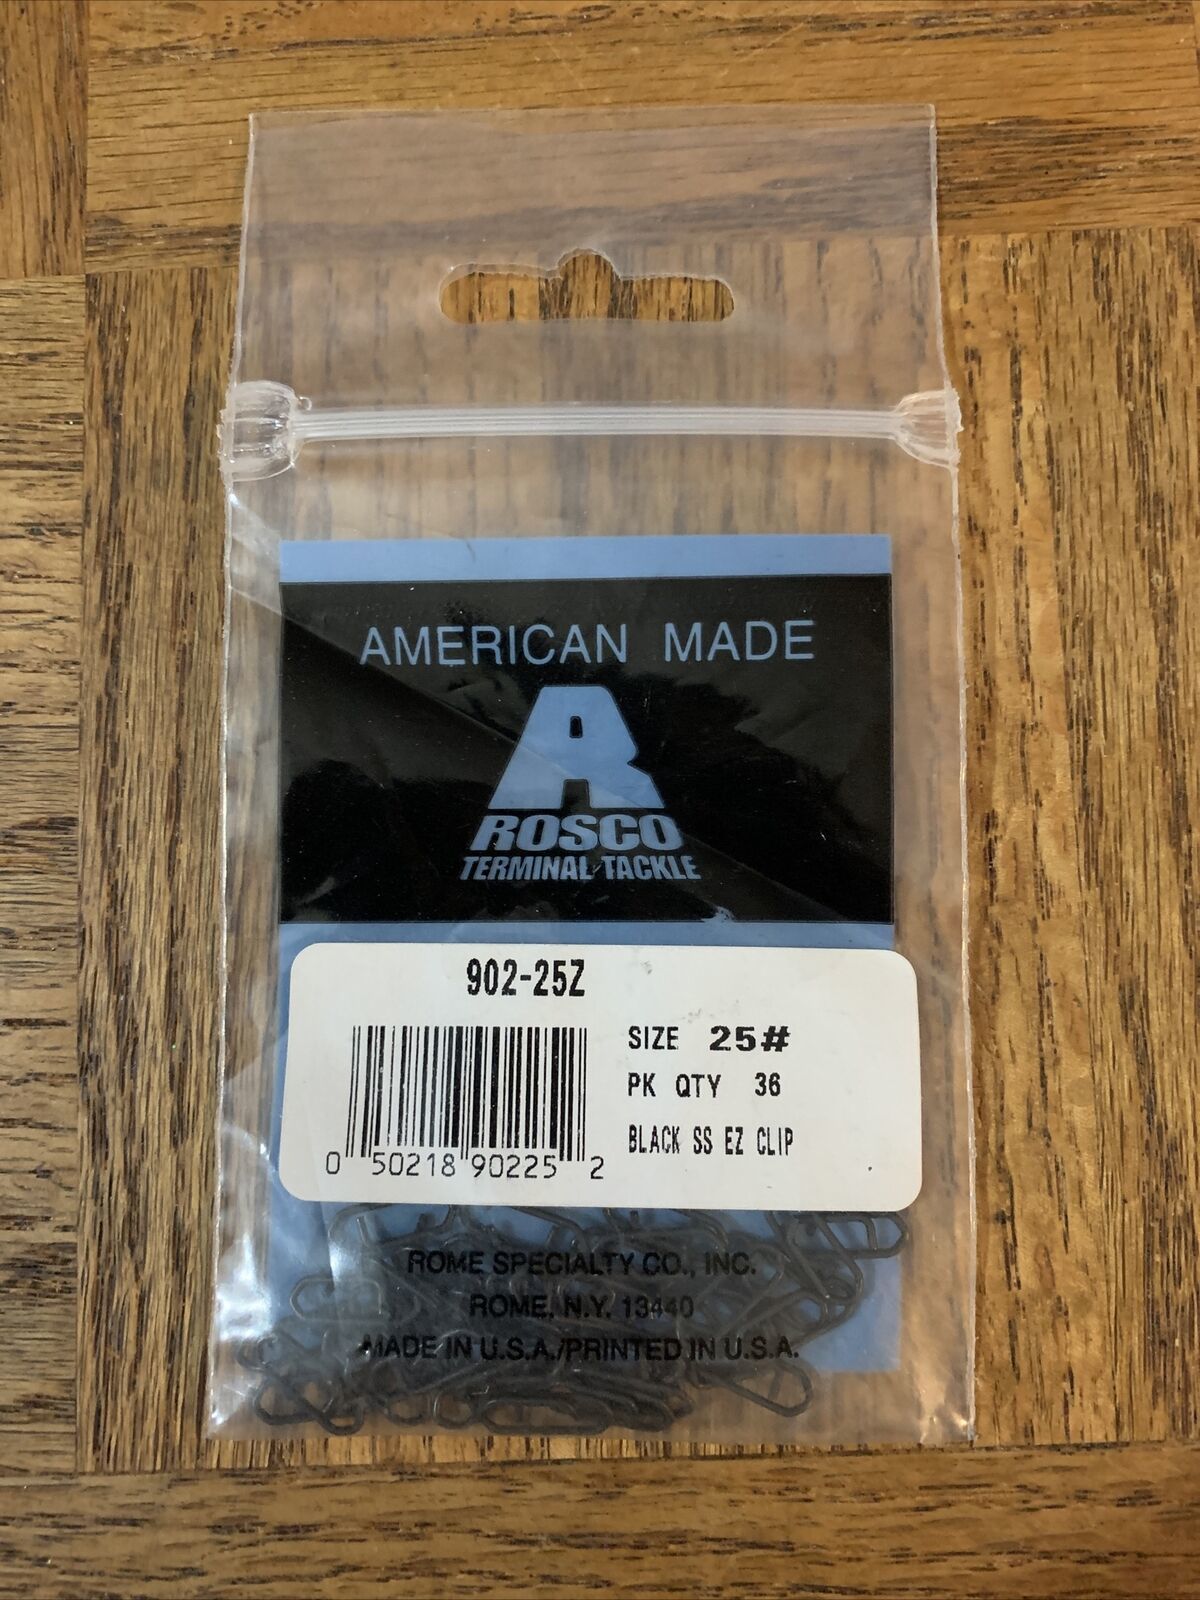 AMERICAN MADE
R
ROSCO
TERMINAL TACKLE
902-25Z
SIZE 25#
PK QTY 36
BLACK SS EZ CLIP
0 50218 90225 2
ROME SPECIALTY CO., INC.
ROME, N.Y. 13440
MADE IN U.S.A./PRINTED IN U.S.A.